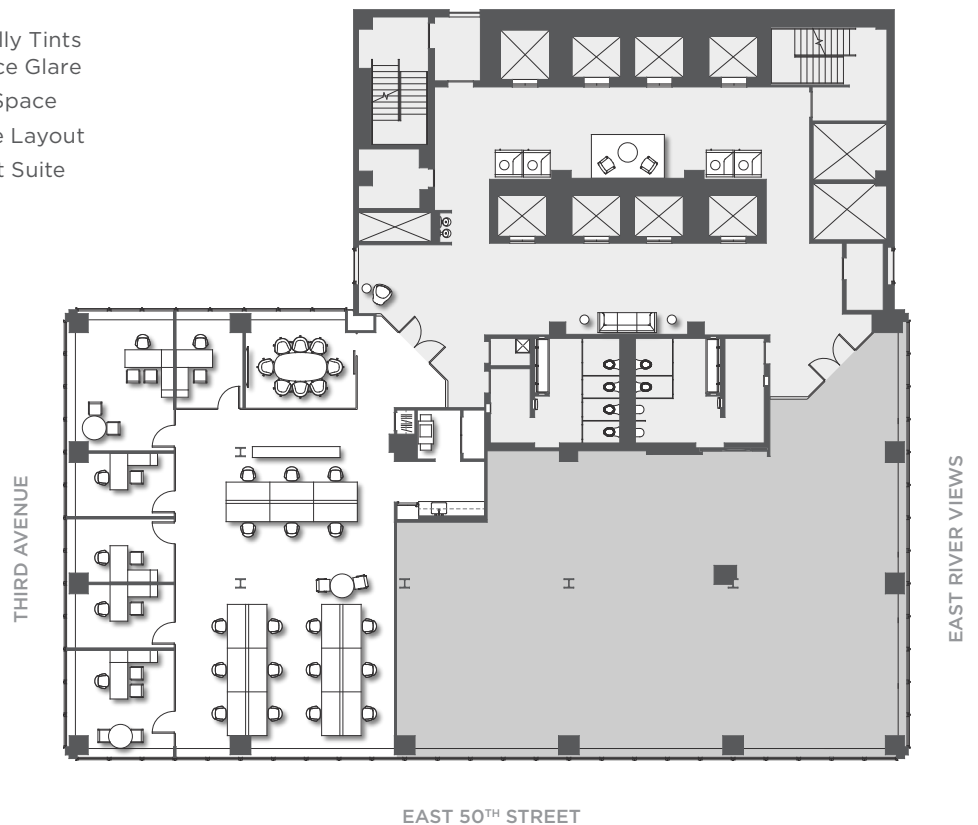 lly Tints
ce Glare
Space
e Layout
t Suite
THIRD AVENUE
EAST RIVER VIEWS
EAST 50TH STREET